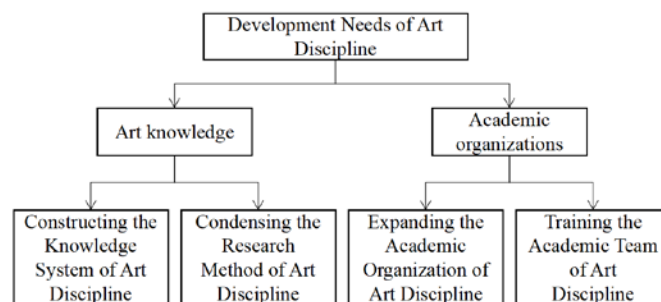 Development Needs of Art
Discipline
Art knowledge
Academic
organizations
Constructing the
Knowledge
System of Art
Discipline
Condensing the
Research
Method of Art
Discipline
Expanding the
Academic
Organization of
Art Discipline
Training the
Academic Team
of Art
Discipline